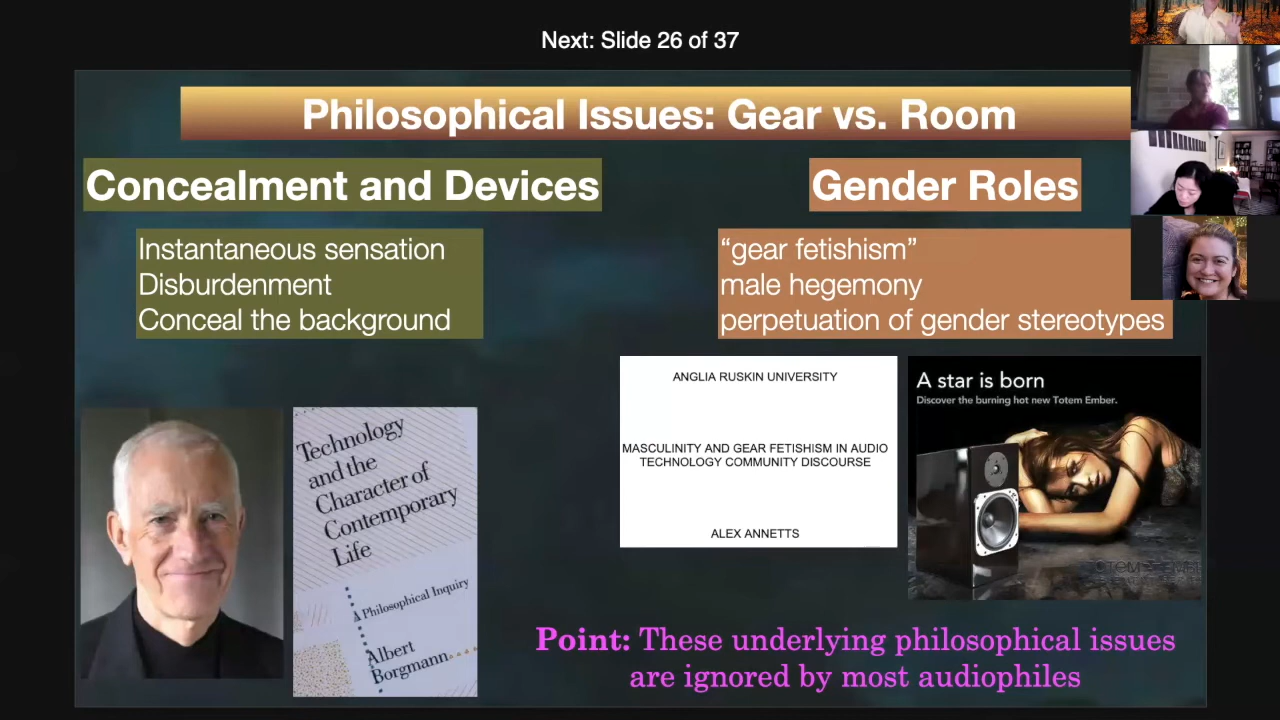 Next: Slide 26 of 37
Philosophical Issues: Gear vs. Room
Concealment and Devices
Instantaneous sensation
Disburdenment
Conceal the background
Gender Roles
“gear fetishism”
male hegemony
perpetuation of gender stereotypes
Technology
and the
Character of
Contemporary
Life
A Philosophical Inquiry
Albert
Borgmann
ANGLIA RUSKIN UNIVERSITY
MASCULINITY AND GEAR FETISHISM IN AUDIO
TECHNOLOGY COMMUNITY DISCOURSE
ALEX ANNETTS
A star is born
Discover the burning hot new Totem Ember.
Point: These underlying philosophical issues
are ignored by most audiophiles